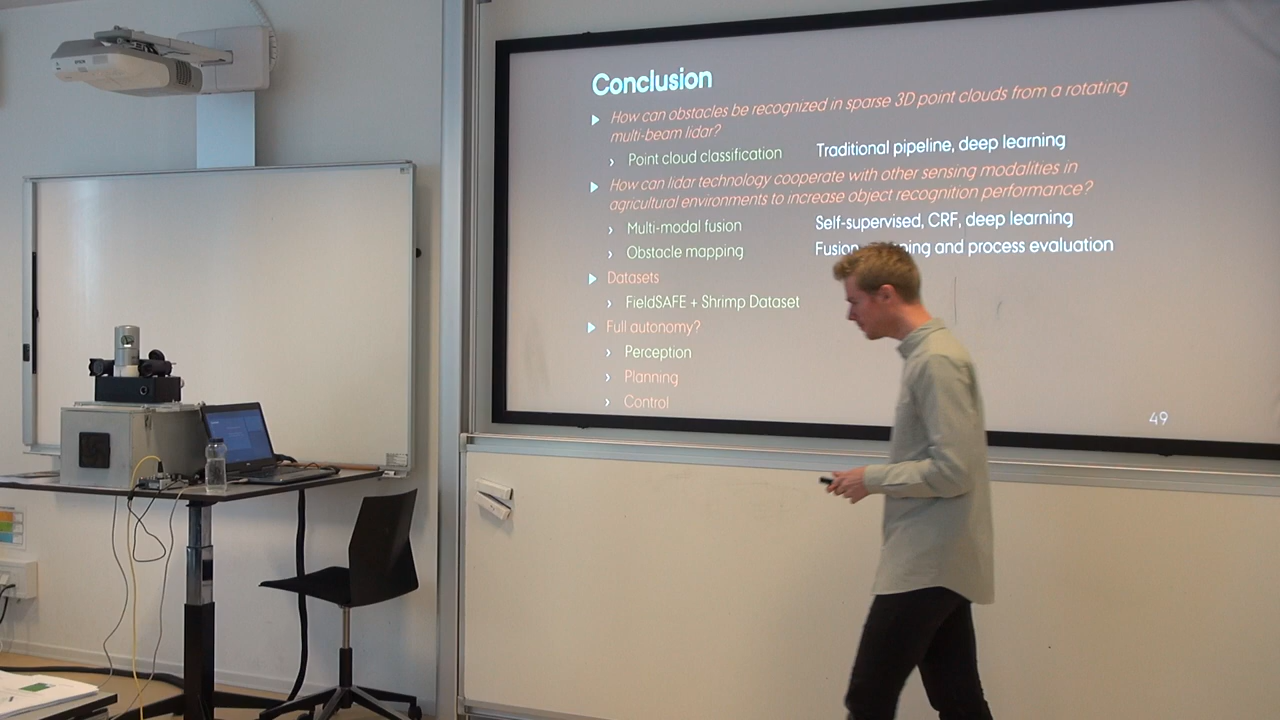 EPSON
Conclusion
How can obstacles be recognized in sparse 3D point clouds from a rotating
multi-beam lidar?
Point cloud classification Traditional pipeline, deep learning
How can lidar technology cooperate with other sensing modalities in
agricultural environments to increase object recognition performance?
Multi-modal fusion Self-supervised, CRF, deep learning
Obstacle mapping Fusion and process evaluation
Datasets
FieldSAFE + Shrimp Dataset
Full autonomy?
Perception
Planning
Control
49